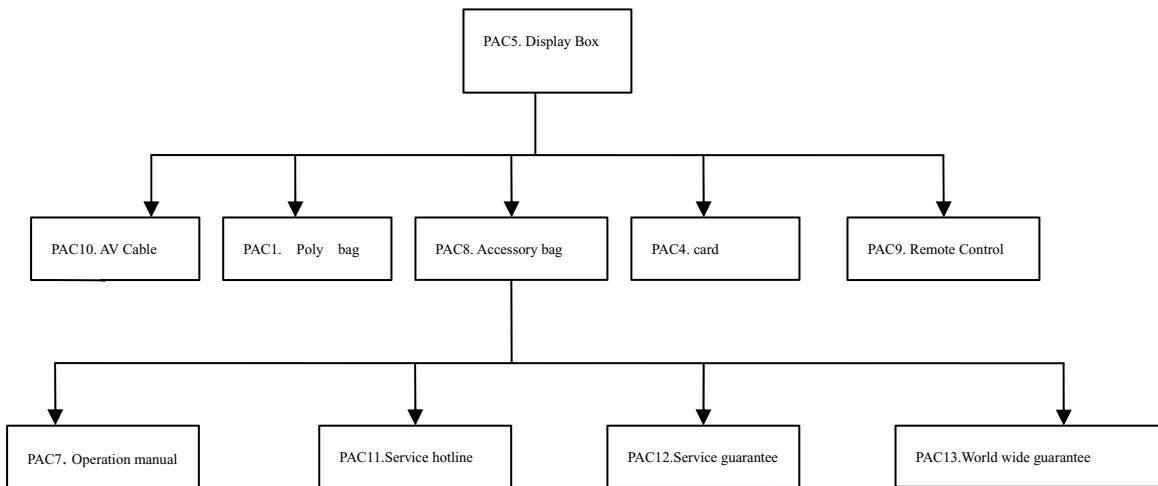 PAC5. Display Box
PAC10. AV Cable
PAC1. Poly bag
PAC8. Accessory bag
PAC4. card
PAC9. Remote Control
PAC7. Operation manual
PAC11.Service hotline
PAC12.Service guarantee
PAC13.World wide guarantee